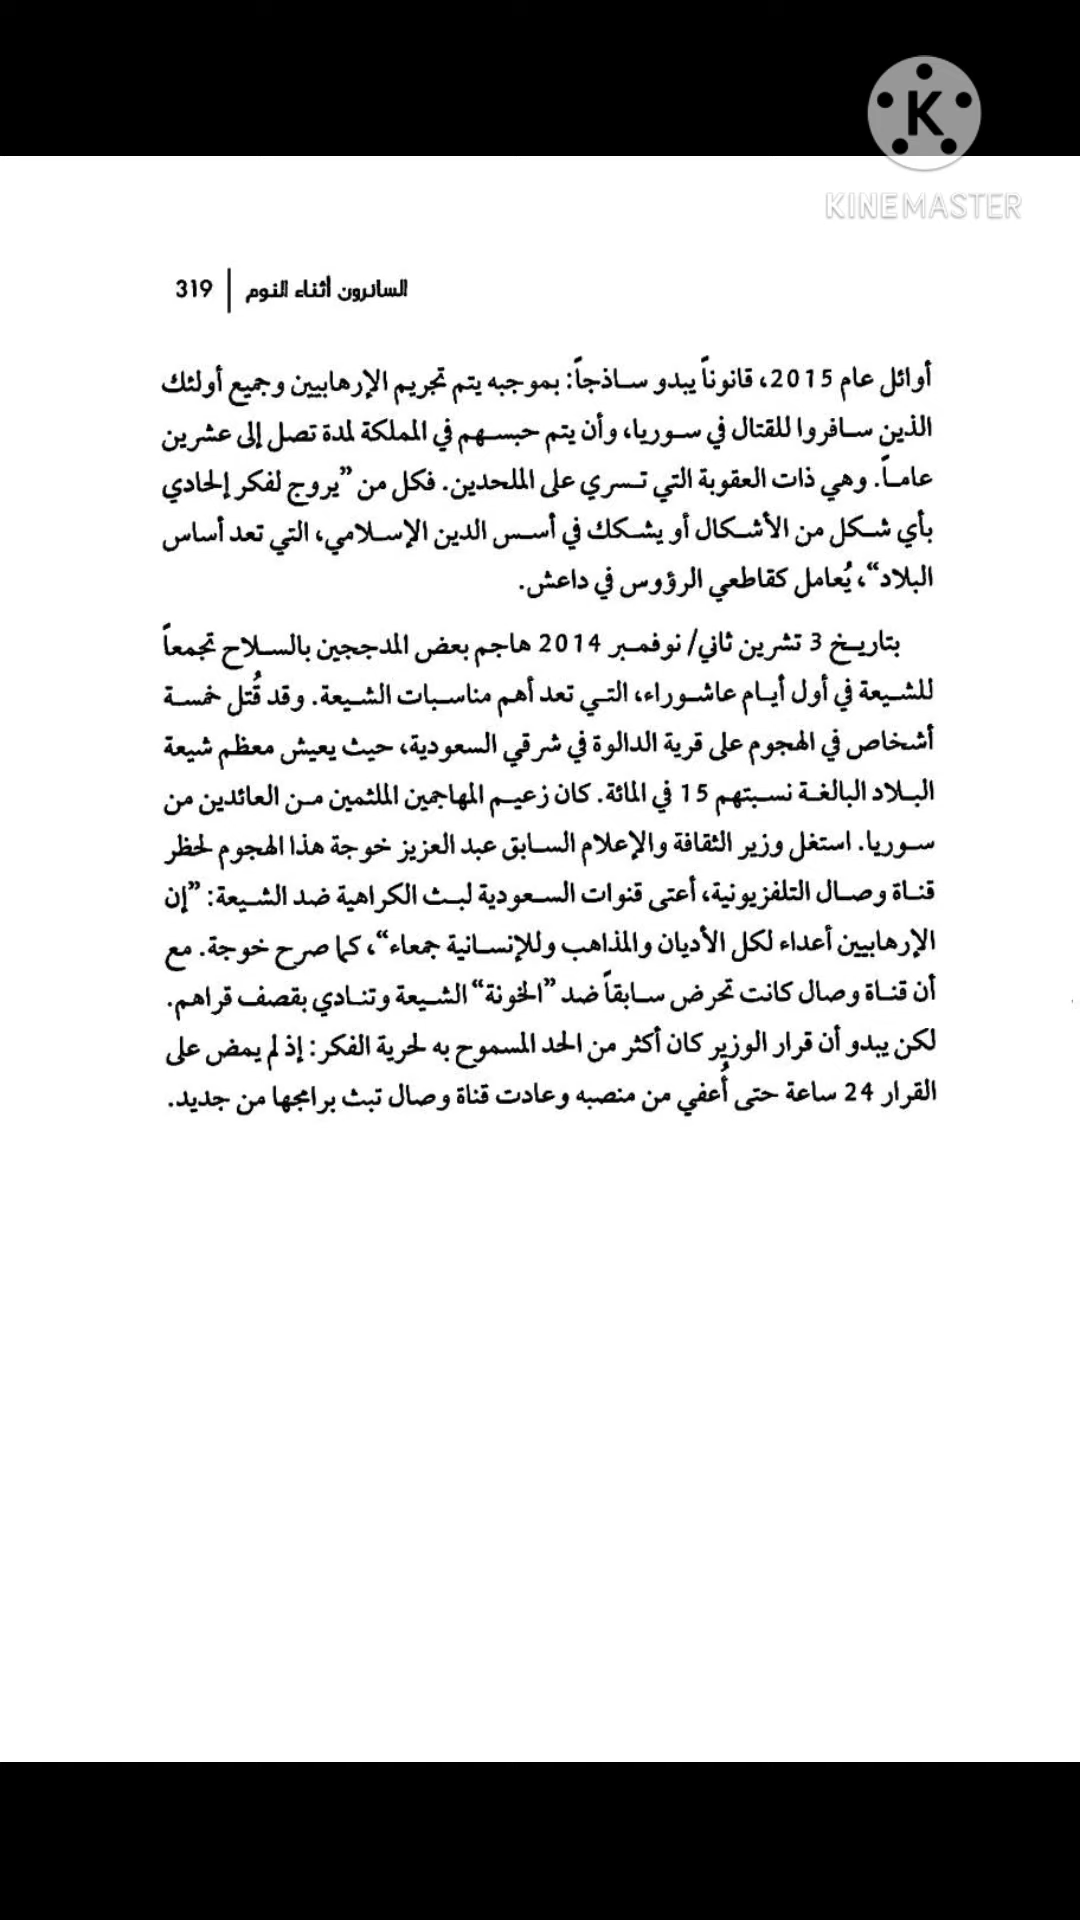 KINEMASTER
السائرون أثناء النوم | 319
أوائل عام 2015، قانوناً يبدو ساذجاً: بموجبه يتم تجريم الإرهابيين وجميع أولئك
الذين سافروا للقتال في سوريا، وأن يتم حبسهم في المملكة لمدة تصل إلى عشرين
عاماً. وهي ذات العقوبة التي تسري على الملحدين. فكل من ”يروج لفكر إلحادي
بأي شكل من الأشكال أو يشكك في أسس الدين الإسلامي، التي تعد أساس
البلاد“، يُعامل كقاطعي الرؤوس في داعش.
بتاريخ 3 تشرين ثاني/ نوفمبر 2014 هاجم بعض المدججين بالسلاح تجمعاً
للشيعة في أول أيام عاشوراء، التي تعد أهم مناسبات الشيعة. وقد قُتل خمسة
أشخاص في الهجوم على قرية الدالوة في شرقي السعودية، حيث يعيش معظم شيعة
البلاد البالغة نسبتهم 15 في المائة. كان زعيم المهاجمين الملثمين من العائدين من
سوريا. استغل وزير الثقافة والإعلام السابق عبد العزيز خوجة هذا الهجوم لحظر
قناة وصال التلفزيونية، أعتى قنوات السعودية لبث الكراهية ضد الشيعة: ”إن
الإرهابيين أعداء لكل الأديان والمذاهب وللإنسانية جمعاء“، كما صرح خوجة. مع
أن قناة وصال كانت تحرض سابقاً ضد ”الخونة“ الشيعة وتنادي بقصف قراهم.
لكن يبدو أن قرار الوزير كان أكثر من الحد المسموح به لحرية الفكر: إذ لم يمض على
القرار 24 ساعة حتى أُعفي من منصبه وعادت قناة وصال تبث برامجها من جديد.